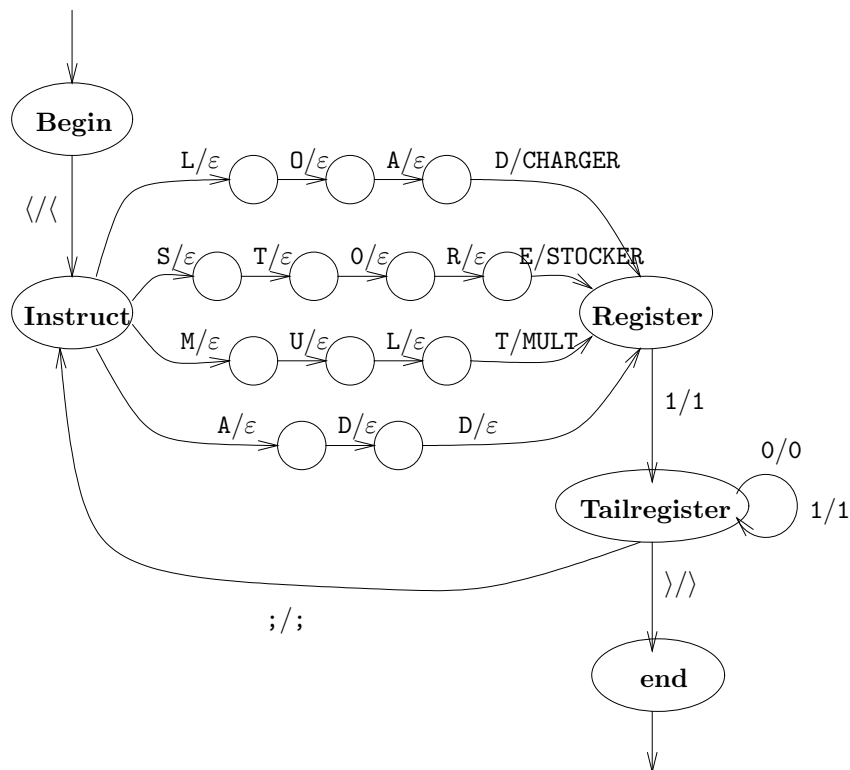 Begin
L/ε O/ε A/ε D/CHARGER
⟨/⟨
S/ε T/ε O/ε R/ε E/STOCKER
Instruct
Register
M/ε U/ε L/ε T/MULT
1/1
A/ε D/ε D/ε
0/0
Tailregister
1/1
⟩/⟩
;/;
end